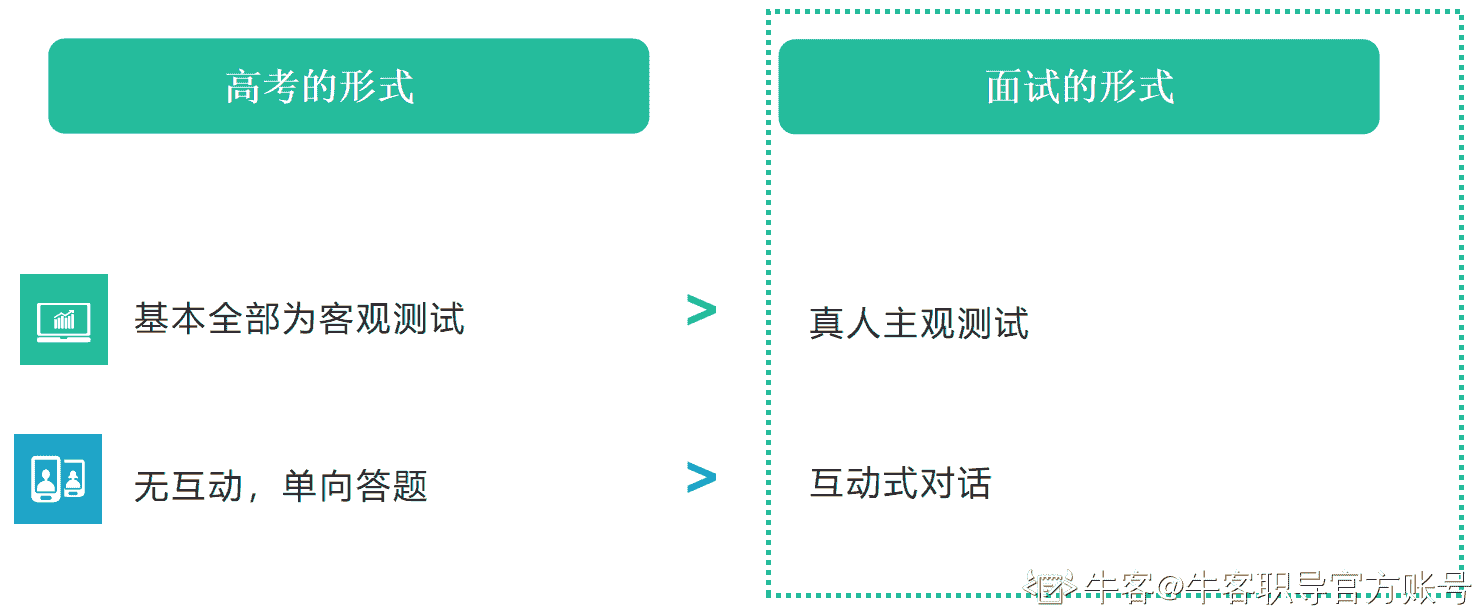 高考的形式
面试的形式
基本全部为客观测试
>
真人主观测试
无互动，单向答题
>
互动式对话
牛客@牛客职导官方账号